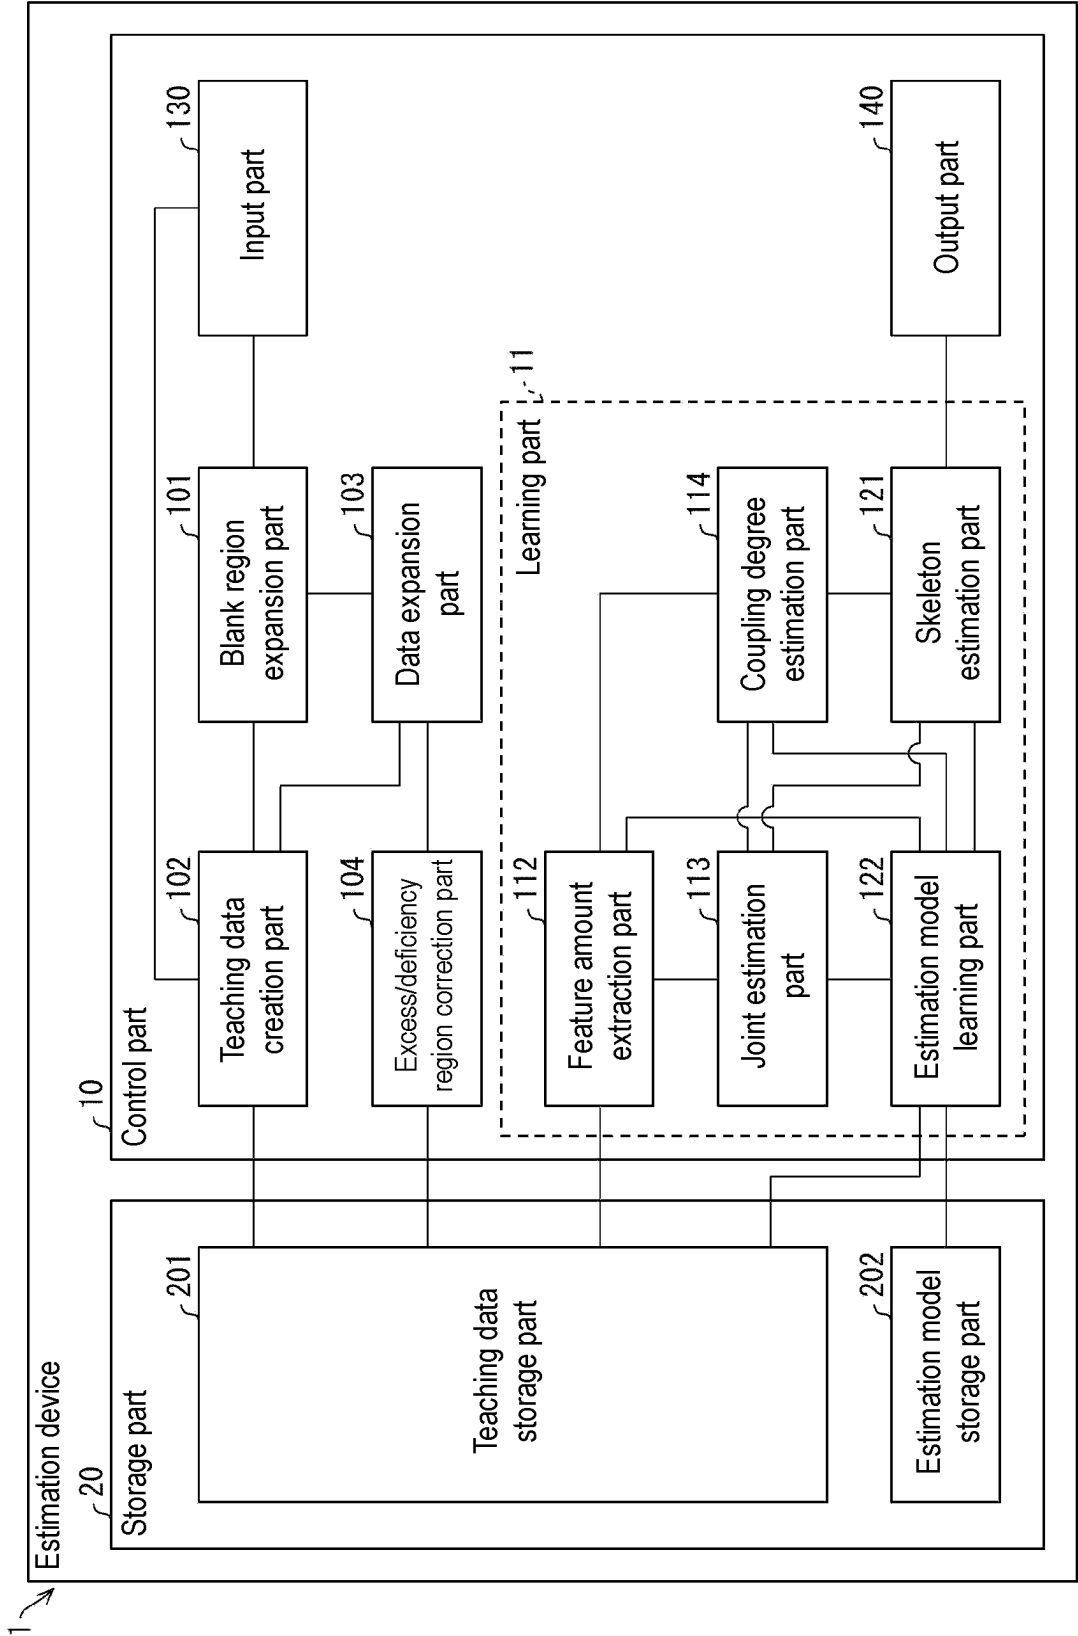 1
Estimation device
20
Storage part
201
Teaching data
storage part
202
Estimation model
storage part
10
Control part
102
Teaching data
creation part
104
Excess/deficiency
region correction part
101
Blank region
expansion part
103
Data expansion
part
130
Input part
Learning part
11
112
Feature amount
extraction part
113
Joint estimation
part
122
Estimation model
learning part
114
Coupling degree
estimation part
121
Skeleton
estimation part
140
Output part